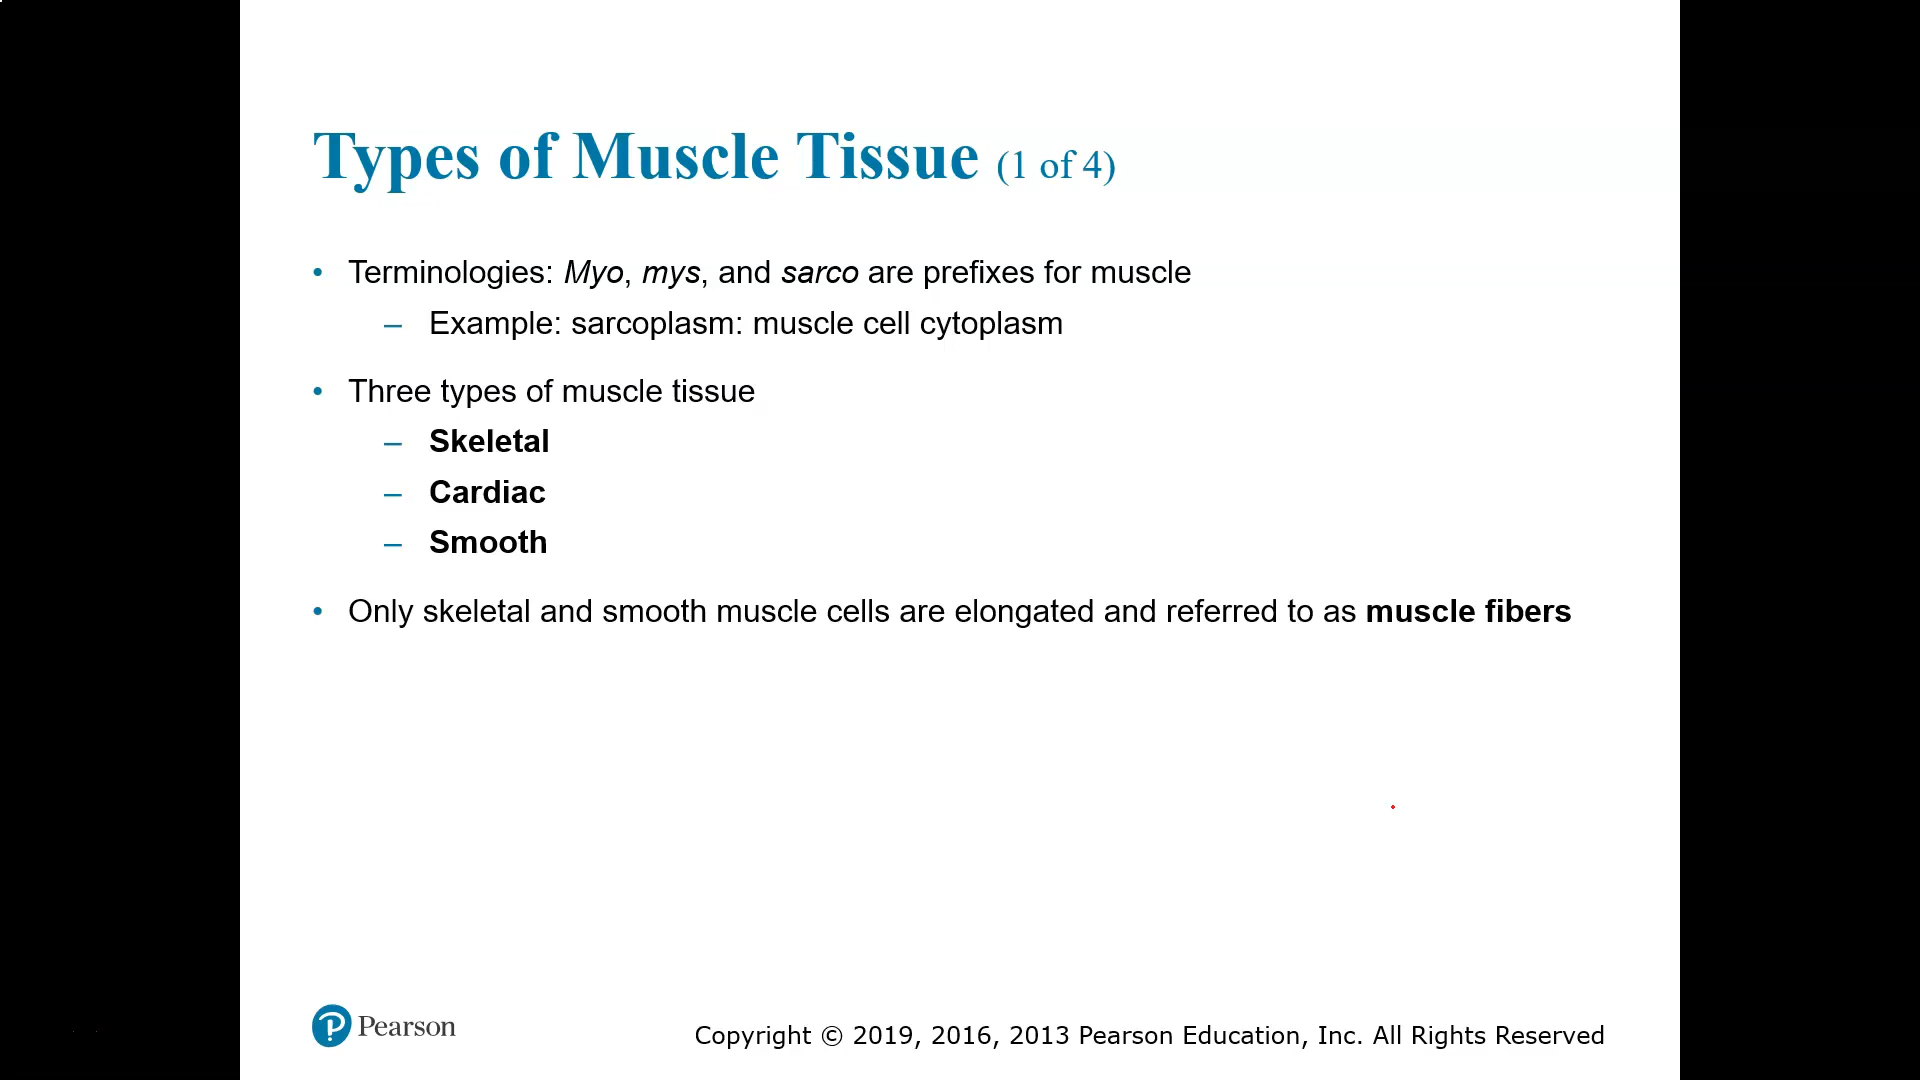 Types of Muscle Tissue (1 of 4)
• Terminologies: Myo, mys, and sarco are prefixes for muscle
– Example: sarcoplasm: muscle cell cytoplasm
• Three types of muscle tissue
– Skeletal
– Cardiac
– Smooth
• Only skeletal and smooth muscle cells are elongated and referred to as muscle fibers
Pearson
Copyright © 2019, 2016, 2013 Pearson Education, Inc. All Rights Reserved